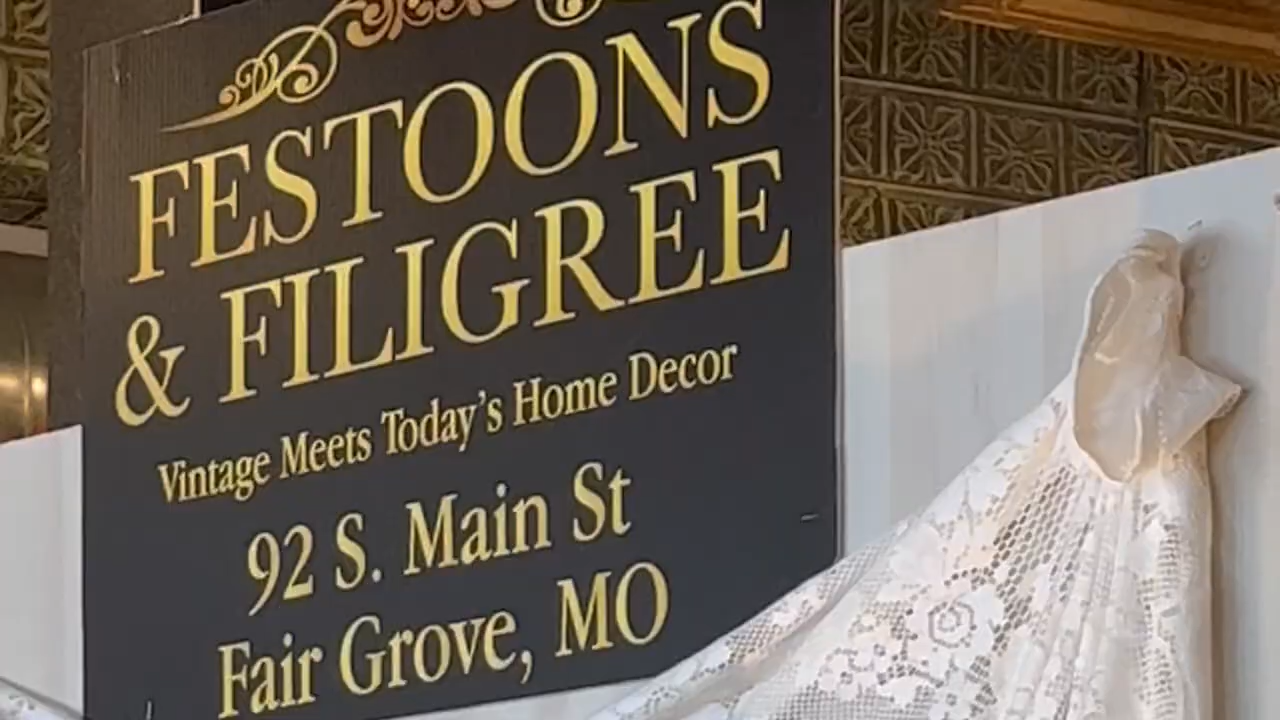 FESTOONS
& FILIGREE
Vintage Meets Today's Home Decor
92 S. Main St
Fair Grove, MO